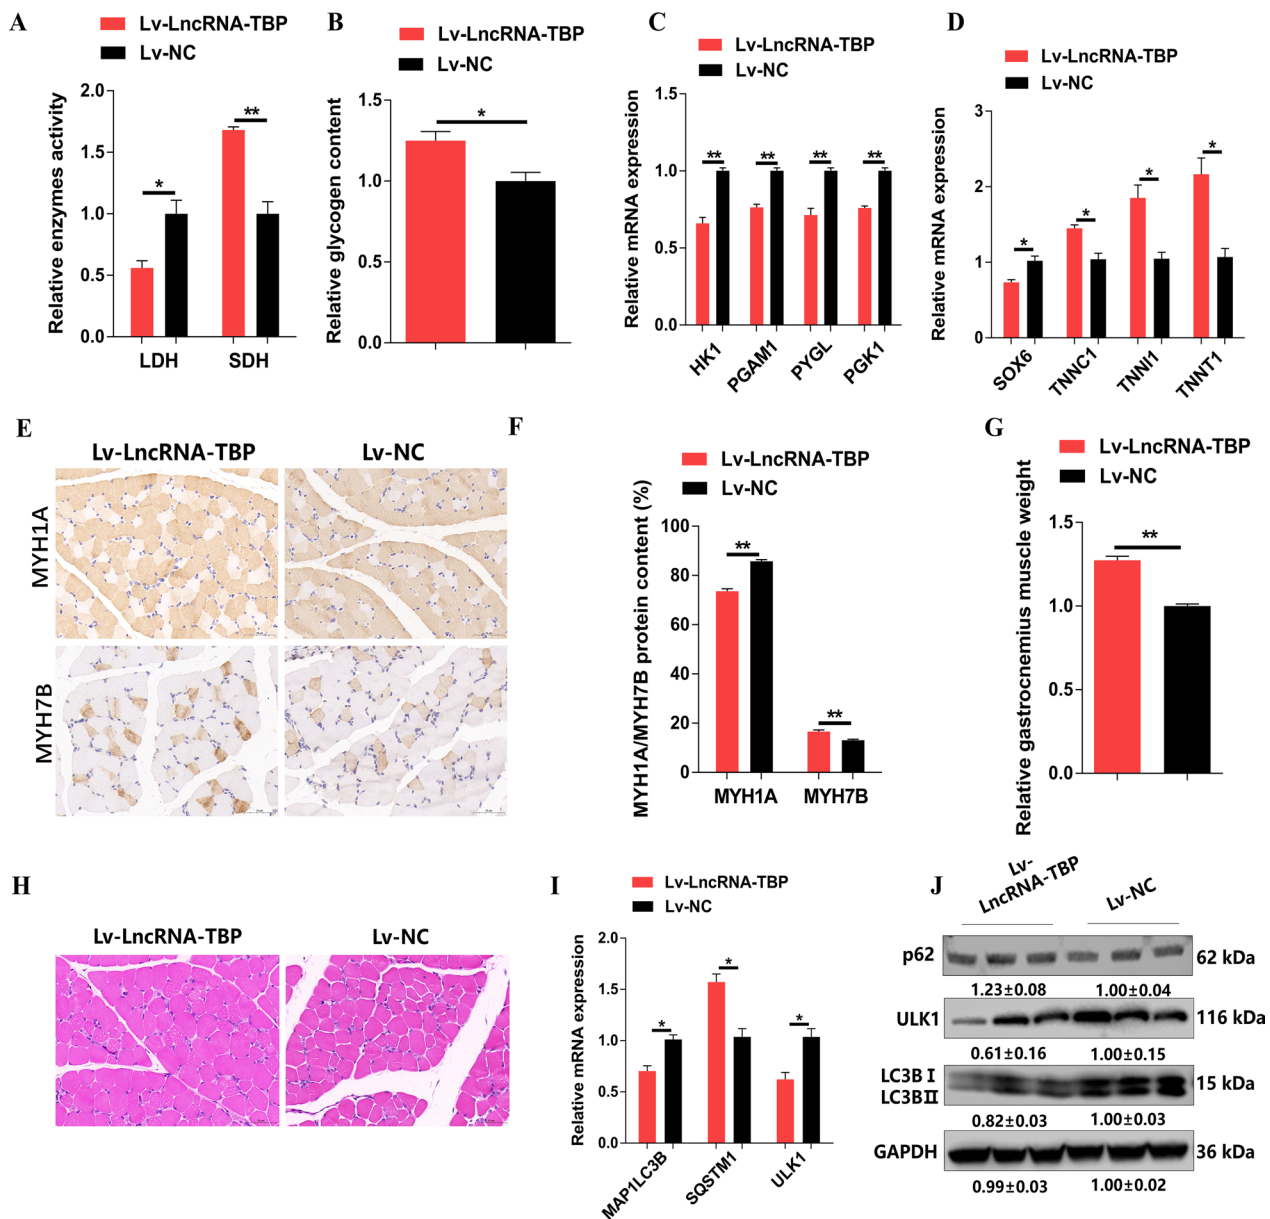 A
Lv-LncRNA-TBP
Lv-NC
Relative enzymes activity
2.0
1.5
1.0
0.5
0.0
*
**
LDH
SDH
B
Lv-LncRNA-TBP
Lv-NC
Relative glycogen content
1.5
1.0
0.5
0.0
*
C
Lv-LncRNA-TBP
Lv-NC
Relative mRNA expression
1.5
1.0
0.5
0.0
**
**
**
**
HK1
PGAM1
PYGL
PGK1
D
Lv-LncRNA-TBP
Lv-NC
Relative mRNA expression
3
2
1
0
*
*
*
*
SOX6
TNNC1
TNNI1
TNNT1
E
Lv-LncRNA-TBP
Lv-NC
MYH1A
MYH7B
F
Lv-LncRNA-TBP
Lv-NC
MYH1A/MYH7B protein content (%)
100
80
60
40
20
0
**
**
MYH1A
MYH7B
G
Lv-LncRNA-TBP
Lv-NC
Relative gastrocnemius muscle weight
1.5
1.0
0.5
0.0
**
H
Lv-LncRNA-TBP
Lv-NC
I
Lv-LncRNA-TBP
Lv-NC
Relative mRNA expression
2.0
1.5
1.0
0.5
0.0
*
*
*
MAP1LC3B
SQSTM1
ULK1
J
Lv-
LncRNA-TBP
Lv-NC
p62
62 kDa
1.23±0.08
1.00±0.04
ULK1
116 kDa
0.61±0.16
1.00±0.15
LC3B I
LC3B II
15 kDa
0.82±0.03
1.00±0.03
GAPDH
36 kDa
0.99±0.03
1.00±0.02